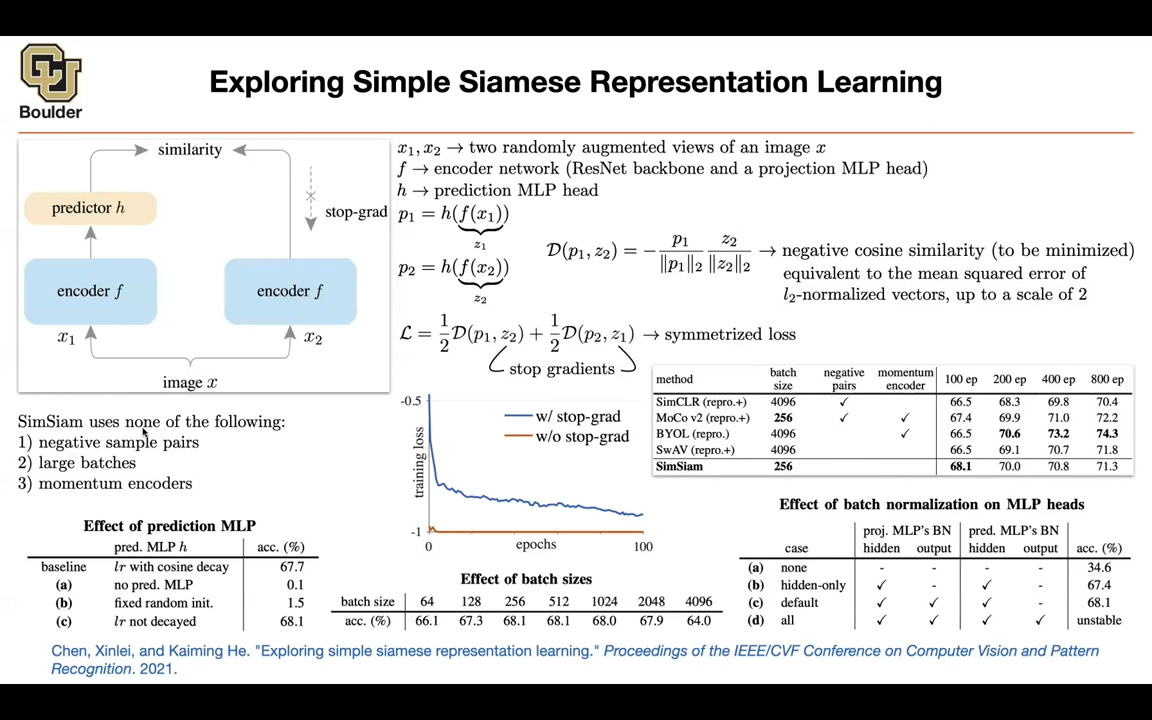 Boulder
Exploring Simple Siamese Representation Learning
similarity
predictor h
stop-grad
encoder f
encoder f
x₁
x₂
image x
x₁, x₂ → two randomly augmented views of an image x
f → encoder network (ResNet backbone and a projection MLP head)
h → prediction MLP head
p₁ = h(f(x₁))
z₁
p₂ = h(f(x₂))
z₂
D(p₁, z₂) = − p₁/‖p₁‖₂ z₂/‖z₂‖₂ → negative cosine similarity (to be minimized)
equivalent to the mean squared error of
l₂-normalized vectors, up to a scale of 2
L = 1/2 D(p₁, z₂) + 1/2 D(p₂, z₁) → symmetrized loss
stop gradients
SimSiam uses none of the following:
1) negative sample pairs
2) large batches
3) momentum encoders
-0.5
w/ stop-grad
w/o stop-grad
training loss
-1
0 epochs 100
method batch size negative pairs momentum encoder 100 ep 200 ep 400 ep 800 ep
SimCLR (repro.+) 4096 ✓ 66.5 68.3 69.8 70.4
MoCo v2 (repro.+) 256 ✓ ✓ 67.4 69.9 71.0 72.2
BYOL (repro.) 4096 ✓ 66.5 70.6 73.2 74.3
SwAV (repro.+) 4096 66.5 69.1 70.7 71.8
SimSiam 256 68.1 70.0 70.8 71.3
Effect of prediction MLP
pred. MLP h acc. (%)
baseline lr with cosine decay 67.7
(a) no pred. MLP 0.1
(b) fixed random init. 1.5
(c) lr not decayed 68.1
Effect of batch sizes
batch size 64 128 256 512 1024 2048 4096
acc. (%) 66.1 67.3 68.1 68.1 68.0 67.9 64.0
Effect of batch normalization on MLP heads
proj. MLP's BN pred. MLP's BN
case hidden output hidden output acc. (%)
(a) none - - - - 34.6
(b) hidden-only ✓ - ✓ - 67.4
(c) default ✓ ✓ ✓ - 68.1
(d) all ✓ ✓ ✓ ✓ unstable
Chen, Xinlei, and Kaiming He. "Exploring simple siamese representation learning." Proceedings of the IEEE/CVF Conference on Computer Vision and Pattern
Recognition. 2021.